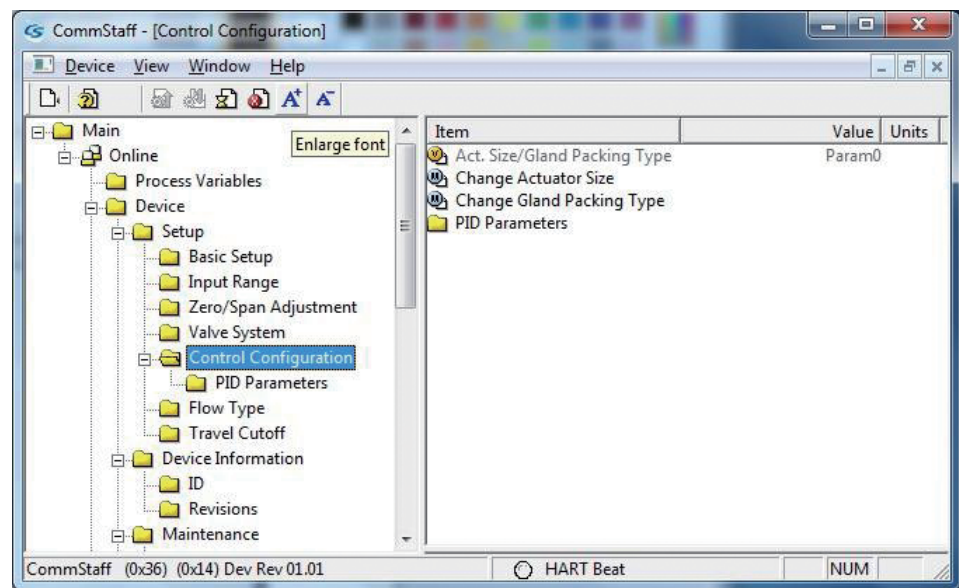 CommStaff - [Control Configuration]
Device View Window Help
A+ A-
Enlarge font
Main
Online
Process Variables
Device
Setup
Basic Setup
Input Range
Zero/Span Adjustment
Valve System
Control Configuration
PID Parameters
Flow Type
Travel Cutoff
Device Information
ID
Revisions
Maintenance
Item Value Units
Act. Size/Gland Packing Type Param0
Change Actuator Size
Change Gland Packing Type
PID Parameters
CommStaff (0x36) (0x14) Dev Rev 01.01 HART Beat NUM